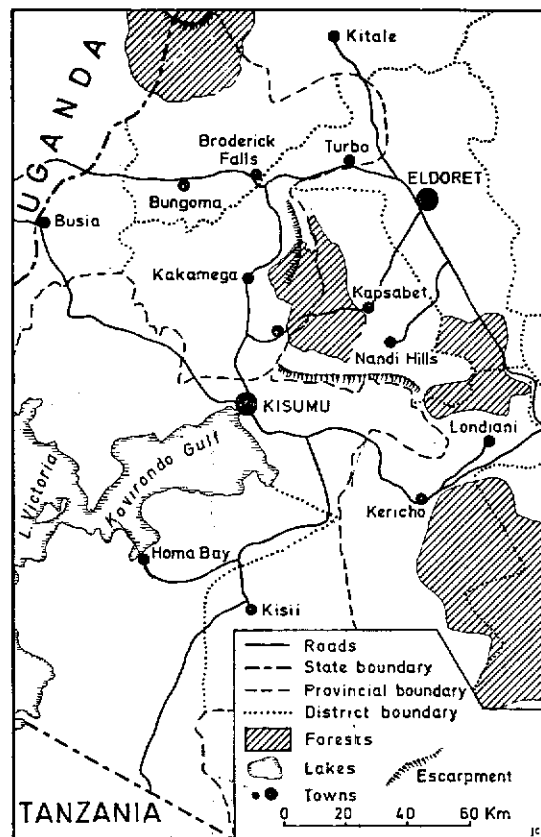 Kitale
UGANDA
Broderick
Falls
Turbo
ELDORET
Bungoma
Busia
Kakamega
Kapsabet
Nandi Hills
KISUMU
Londiani
Kavirondo Gulf
L. Victoria
Kericho
Homa Bay
Kisii
Roads
State boundary
Provincial boundary
District boundary
Forests
Lakes
Escarpment
Towns
0 20 40 60 Km
TANZANIA